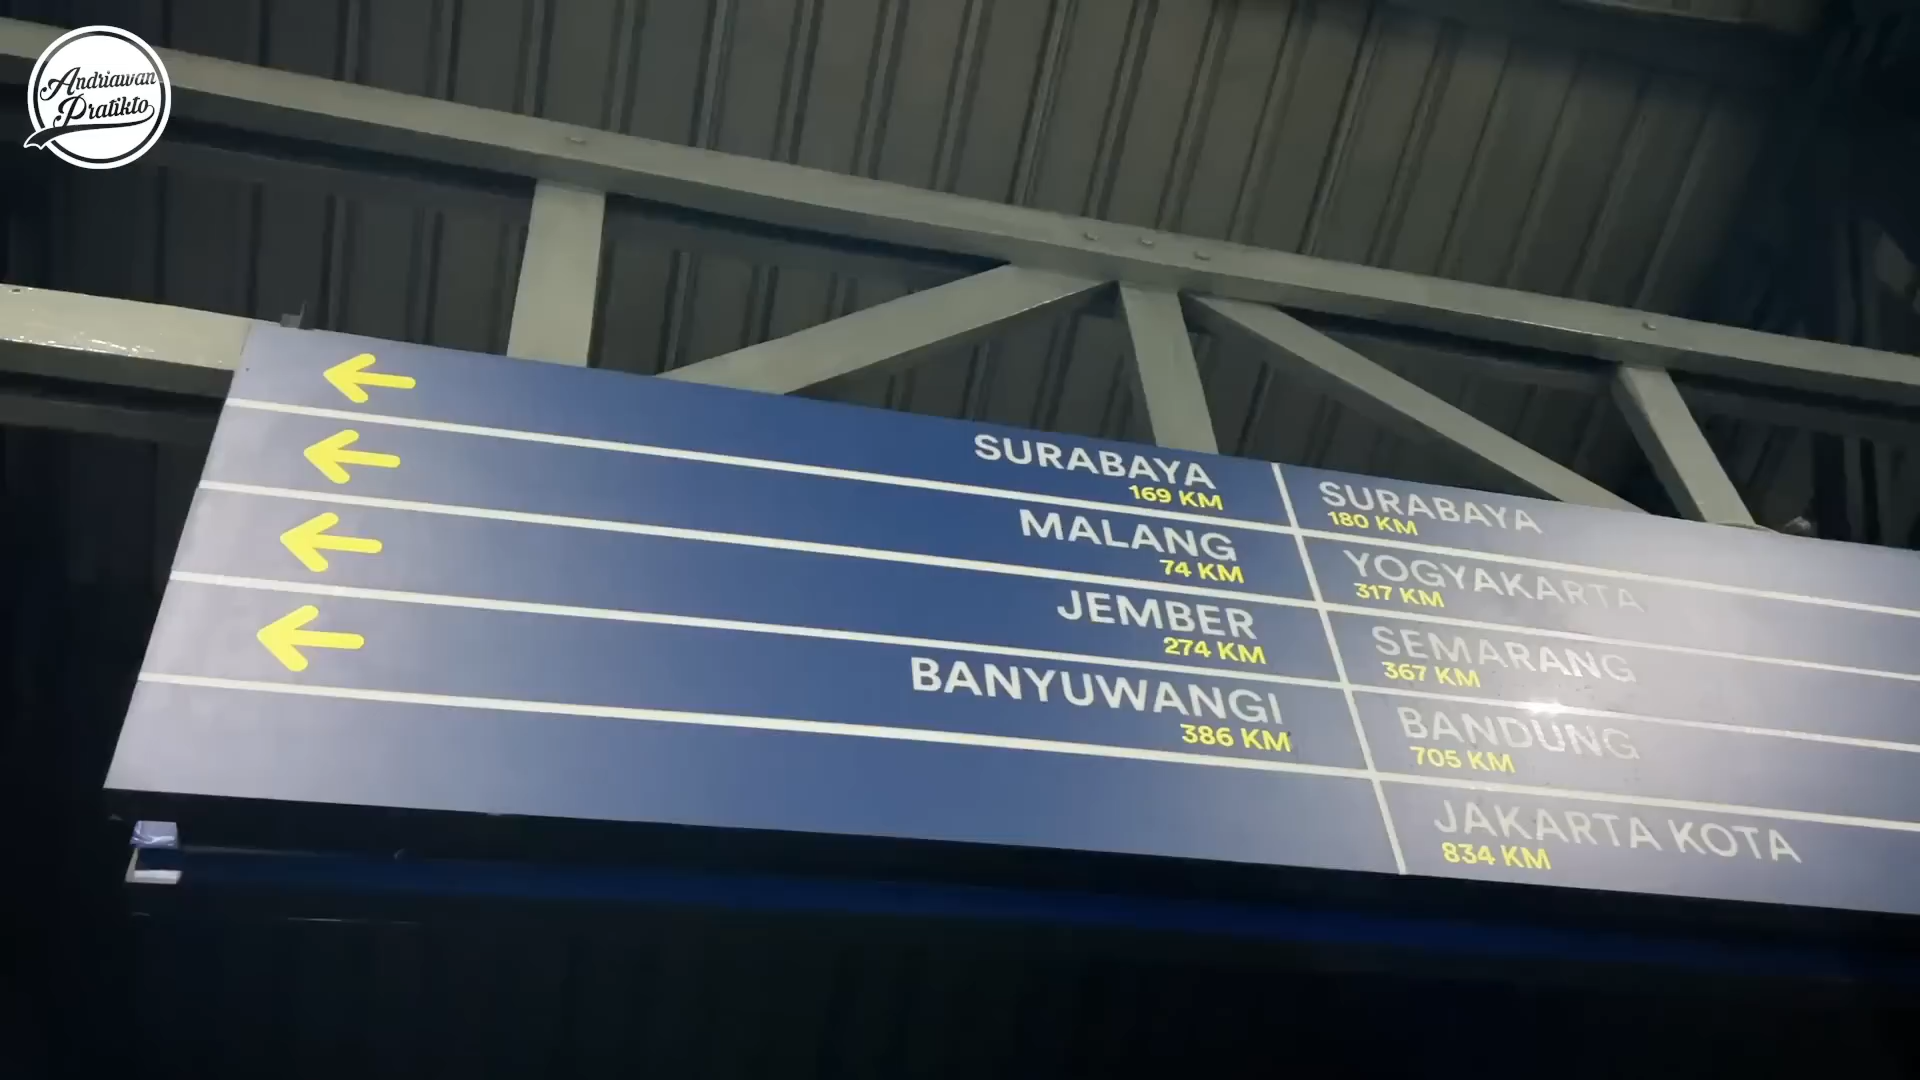 Andriawan
Pratikto
SURABAYA
169 KM
MALANG
74 KM
JEMBER
274 KM
BANYUWANGI
386 KM
SURABAYA
180 KM
YOGYAKARTA
317 KM
SEMARANG
367 KM
BANDUNG
705 KM
JAKARTA KOTA
834 KM